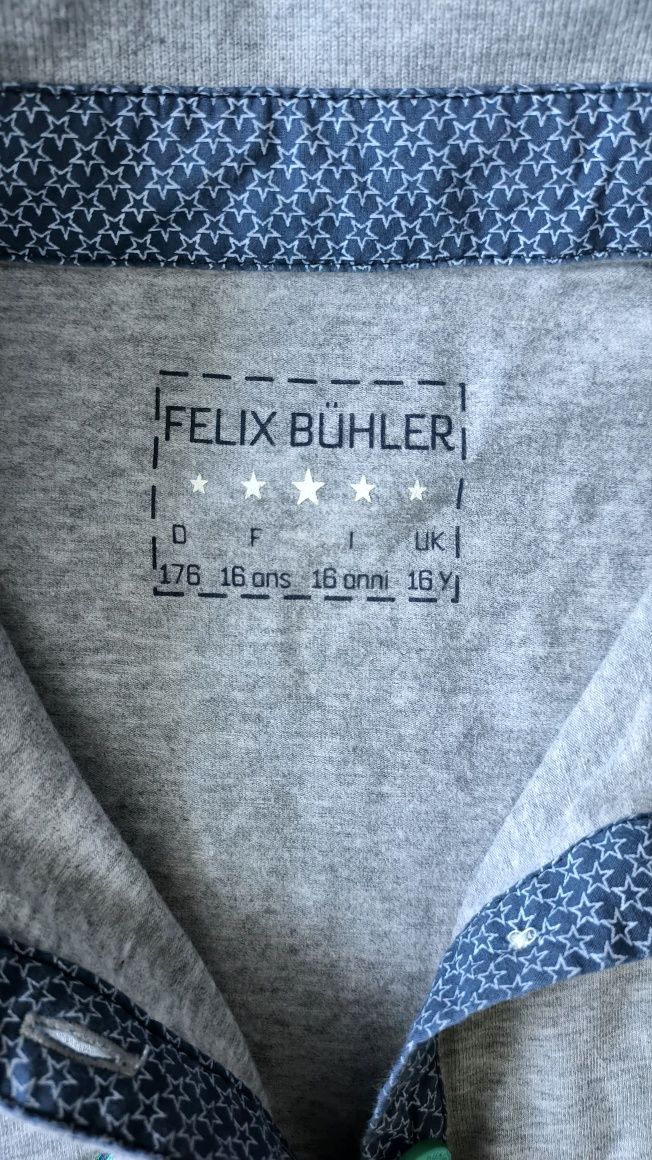 FELIX BÜHLER
D F I UK
176 16 ans 16 anni 16 Y